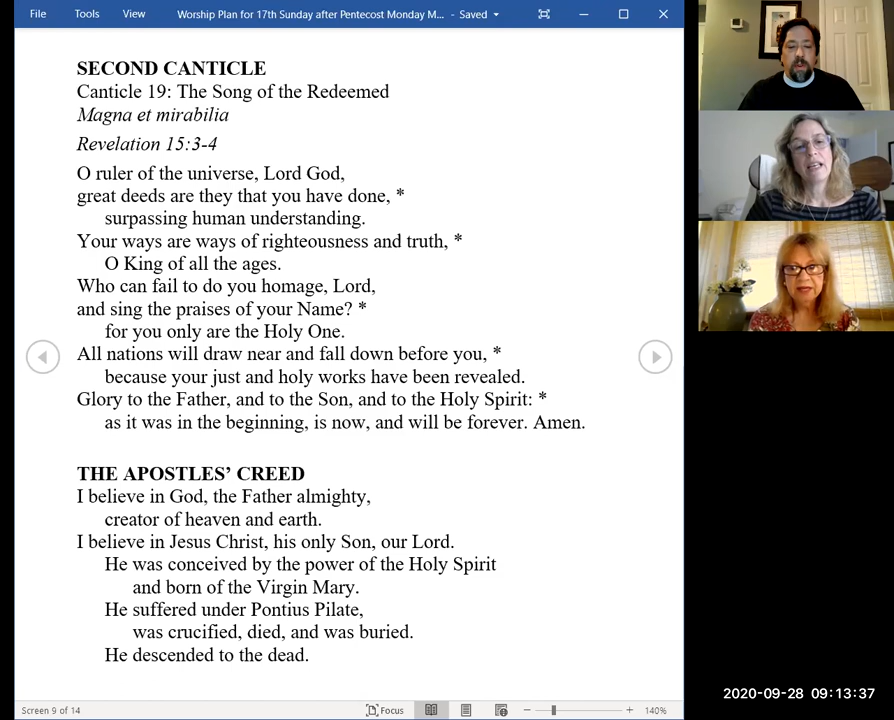 File Tools View Worship Plan for 17th Sunday after Pentecost Monday M... - Saved
SECOND CANTICLE
Canticle 19: The Song of the Redeemed
Magna et mirabilia
Revelation 15:3-4
O ruler of the universe, Lord God,
great deeds are they that you have done, *
surpassing human understanding.
Your ways are ways of righteousness and truth, *
O King of all the ages.
Who can fail to do you homage, Lord,
and sing the praises of your Name? *
for you only are the Holy One.
All nations will draw near and fall down before you, *
because your just and holy works have been revealed.
Glory to the Father, and to the Son, and to the Holy Spirit: *
as it was in the beginning, is now, and will be forever. Amen.
THE APOSTLES’ CREED
I believe in God, the Father almighty,
creator of heaven and earth.
I believe in Jesus Christ, his only Son, our Lord.
He was conceived by the power of the Holy Spirit
and born of the Virgin Mary.
He suffered under Pontius Pilate,
was crucified, died, and was buried.
He descended to the dead.
Screen 9 of 14 Focus 140%
2020-09-28 09:13:37